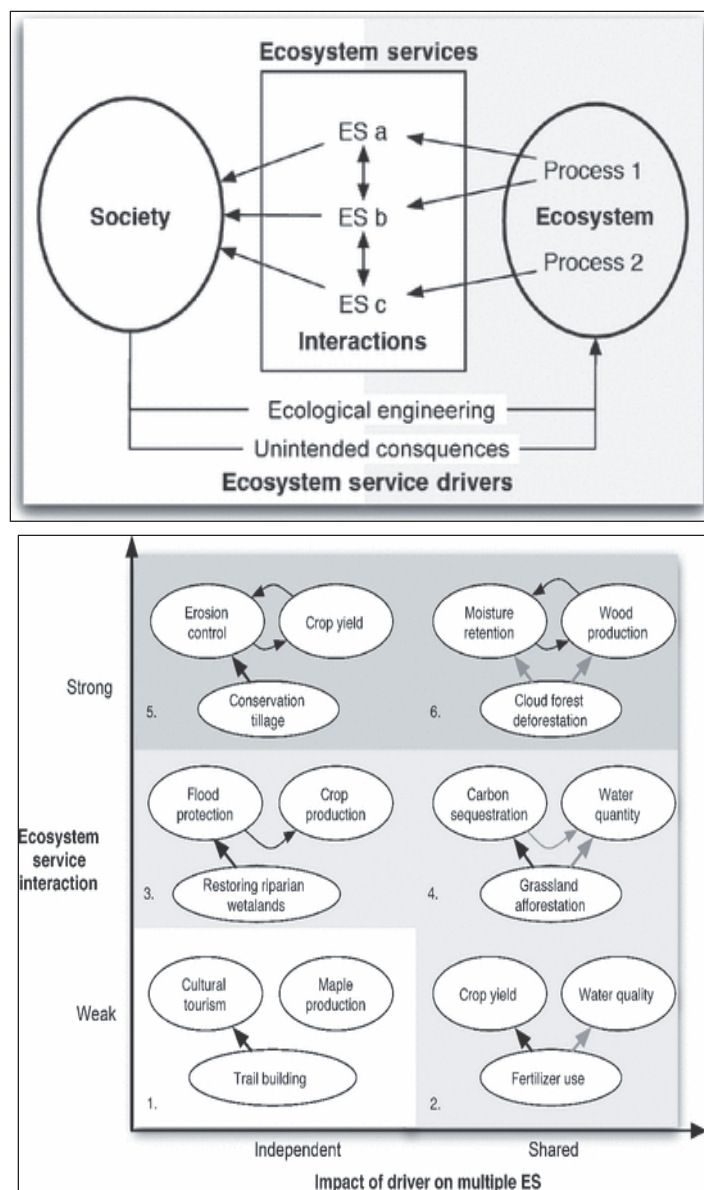 Ecosystem services
ES a
Process 1
Society
ES b
Ecosystem
Process 2
ES c
Interactions
Ecological engineering
Unintended consquences
Ecosystem service drivers
Strong
Erosion
control
Crop yield
Conservation
tillage
5.
Moisture
retention
Wood
production
Cloud forest
deforestation
6.
Ecosystem
service
interaction
Flood
protection
Crop
production
Restoring riparian
wetalands
3.
Carbon
sequestration
Water
quantity
Grassland
afforestation
4.
Weak
Cultural
tourism
Maple
production
Trail building
1.
Crop yield
Water quality
Fertilizer use
2.
Independent
Shared
Impact of driver on multiple ES